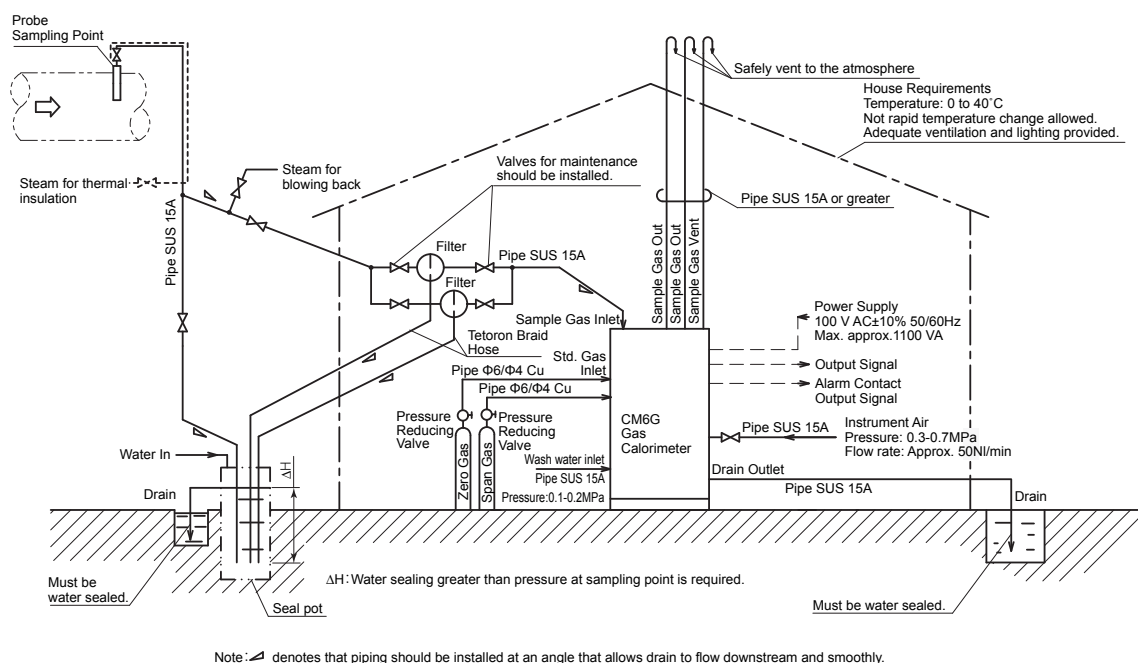 Probe
Sampling Point
Safely vent to the atmosphere
House Requirements
Temperature: 0 to 40˚C
Not rapid temperature change allowed.
Adequate ventilation and lighting provided.
Steam for
blowing back
Valves for maintenance
should be installed.
Steam for thermal
insulation
Pipe SUS 15A
Pipe SUS 15A or greater
Filter
Pipe SUS 15A
Filter
Sample Gas Out
Sample Gas Out
Sample Gas Vent
Sample Gas Inlet
Power Supply
100 V AC±10% 50/60Hz
Max. approx.1100 VA
Tetoron Braid
Hose
Std. Gas
Inlet
Output Signal
Pipe Φ6/Φ4 Cu
Pipe Φ6/Φ4 Cu
Alarm Contact
Output Signal
Pressure
Reducing
Valve
Pressure
Reducing
Valve
CM6G
Gas
Calorimeter
Pipe SUS 15A
Instrument Air
Pressure: 0.3-0.7MPa
Flow rate: Approx. 50Nl/min
Water In
ΔH
Zero Gas
Span Gas
Wash water inlet
Pipe SUS 15A
Pressure:0.1-0.2MPa
Drain Outlet
Pipe SUS 15A
Drain
Drain
Must be
water sealed.
ΔH:Water sealing greater than pressure at sampling point is required.
Seal pot
Must be water sealed.
Note: denotes that piping should be installed at an angle that allows drain to flow downstream and smoothly.